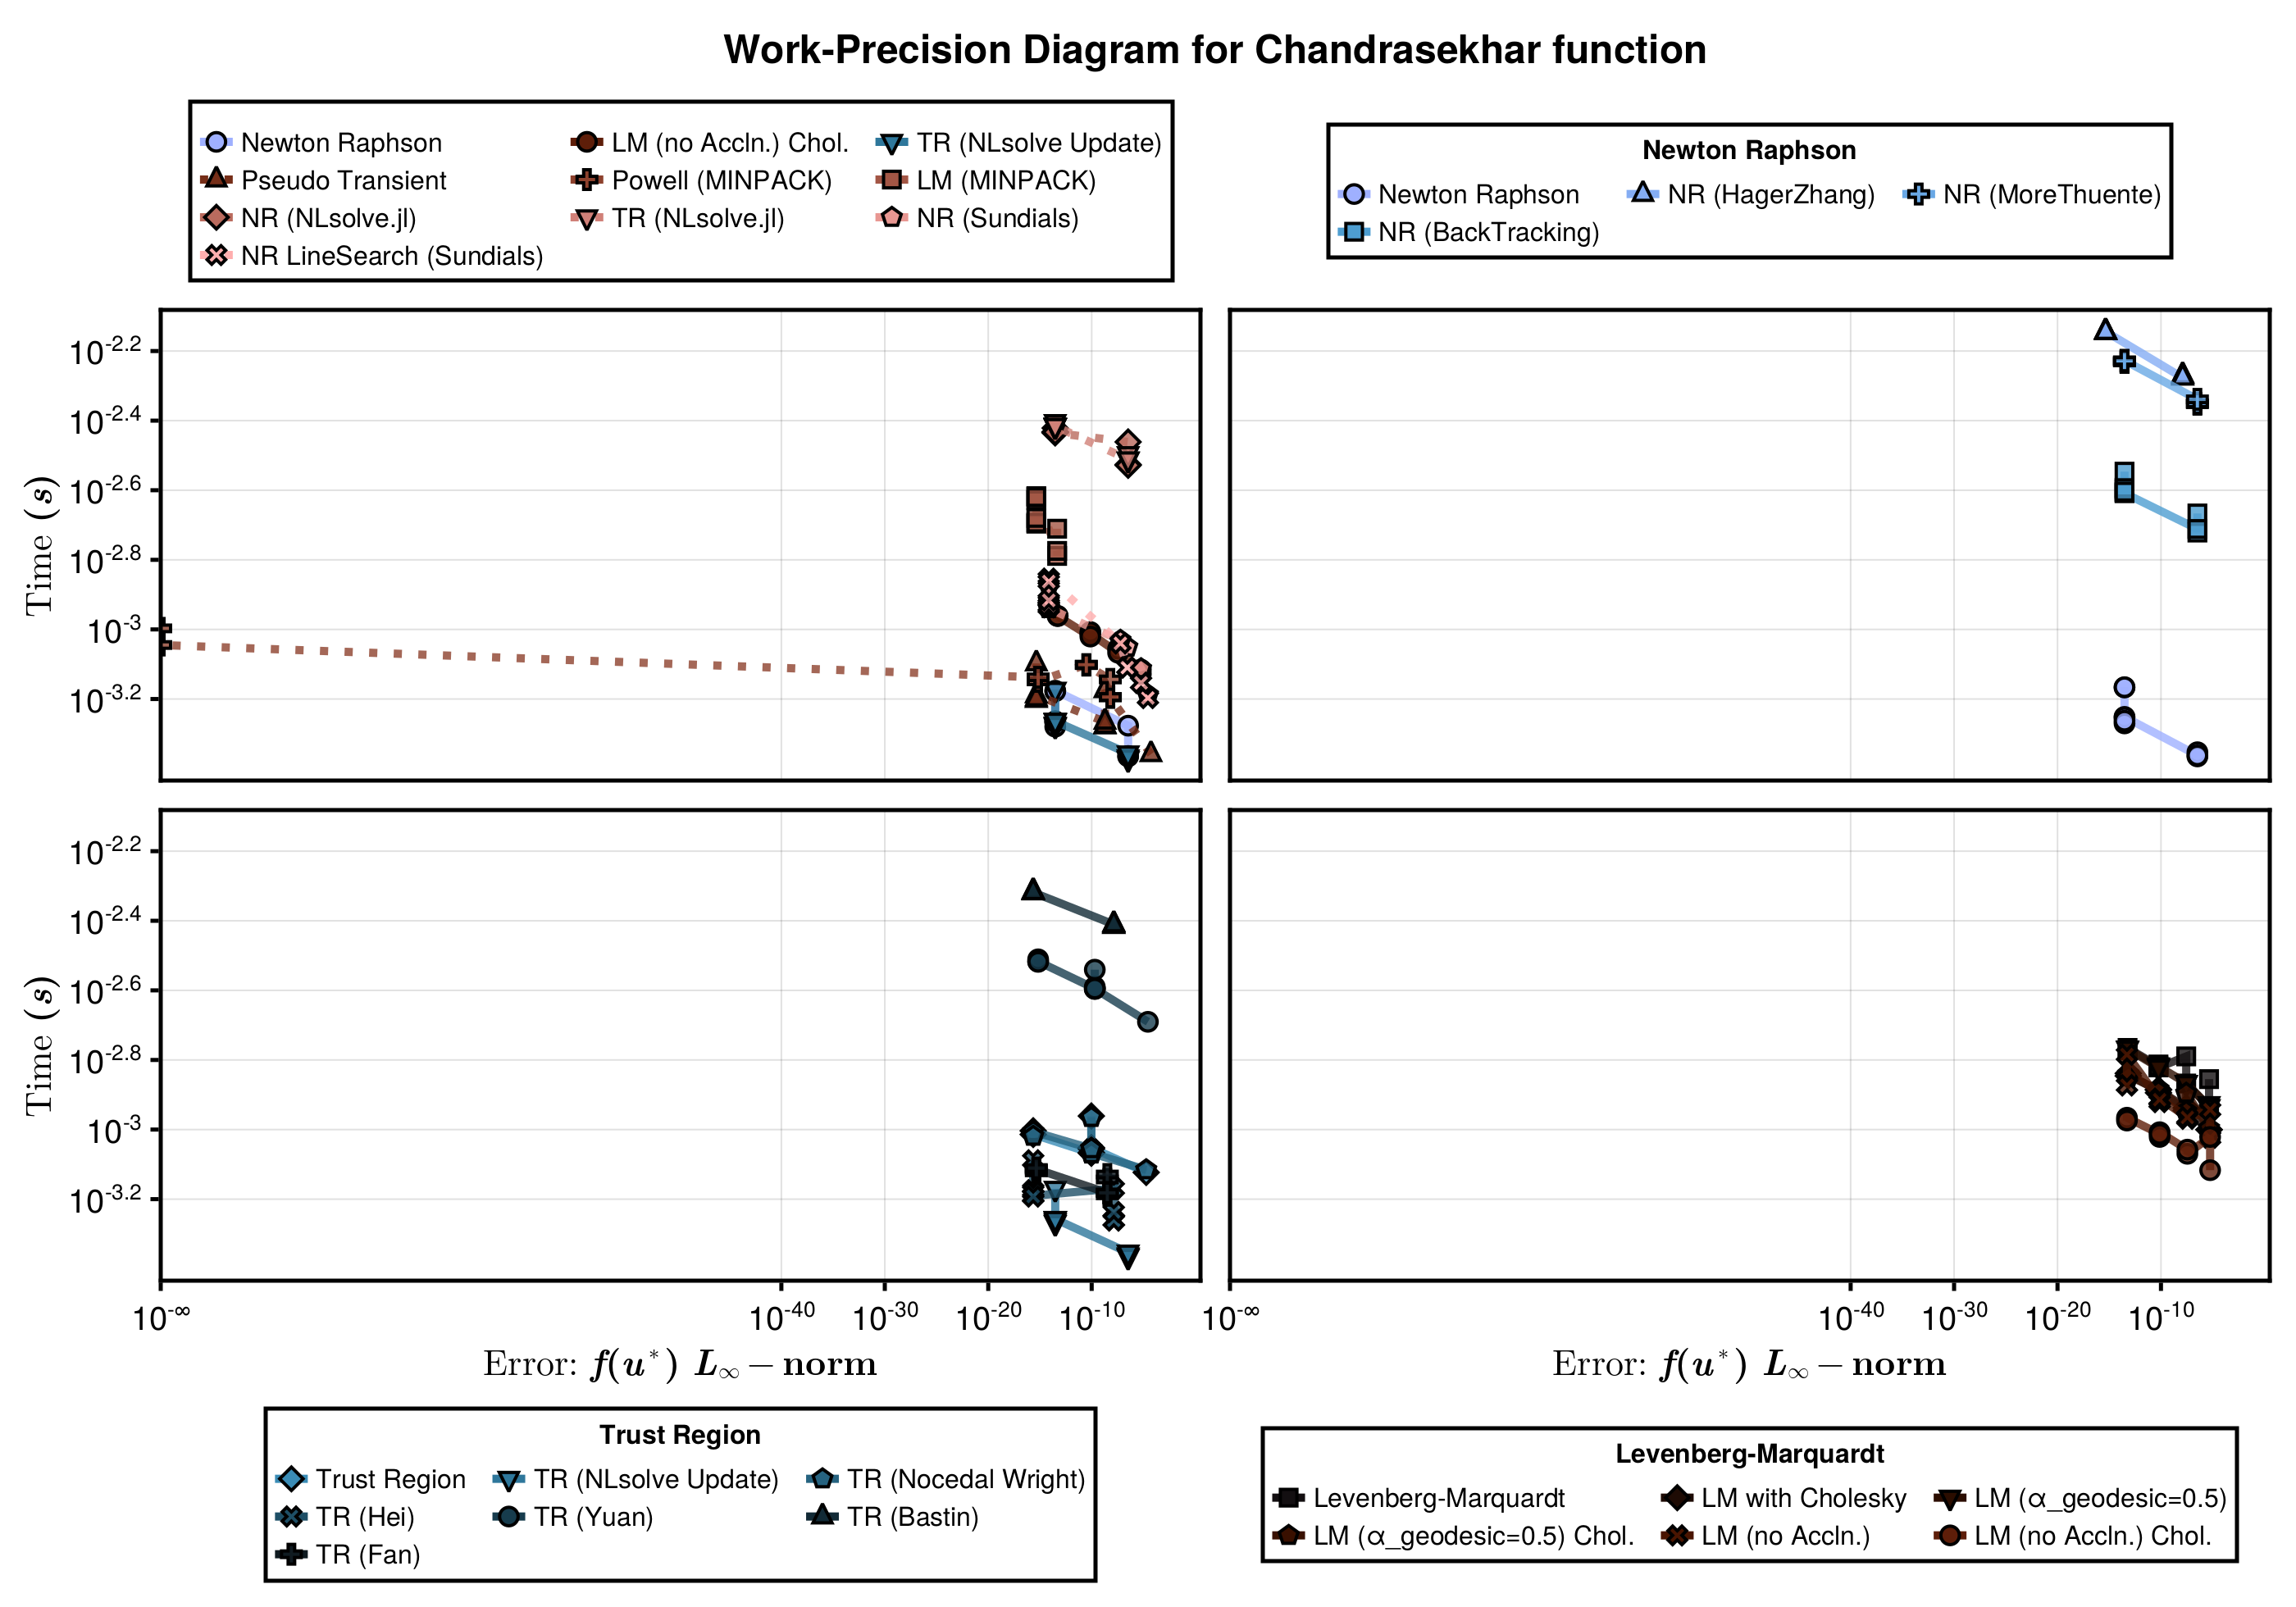 Work-Precision Diagram for Chandrasekhar function
Newton Raphson LM (no Accln.) Chol. TR (NLsolve Update)
Pseudo Transient Powell (MINPACK) LM (MINPACK)
NR (NLsolve.jl) TR (NLsolve.jl) NR (Sundials)
NR LineSearch (Sundials)
Newton Raphson
Newton Raphson NR (HagerZhang) NR (MoreThuente)
NR (BackTracking)
10^-2.2
10^-2.4
10^-2.6
10^-2.8
10^-3
10^-3.2
Time (s)
10^-2.2
10^-2.4
10^-2.6
10^-2.8
10^-3
10^-3.2
Time (s)
10^-∞ 10^-40 10^-30 10^-20 10^-10
10^-∞ 10^-40 10^-30 10^-20 10^-10
Error: f(u*) L∞ − norm
Error: f(u*) L∞ − norm
Trust Region
Trust Region TR (NLsolve Update) TR (Nocedal Wright)
TR (Hei) TR (Yuan) TR (Bastin)
TR (Fan)
Levenberg-Marquardt
Levenberg-Marquardt LM with Cholesky LM (α_geodesic=0.5)
LM (α_geodesic=0.5) Chol. LM (no Accln.) LM (no Accln.) Chol.